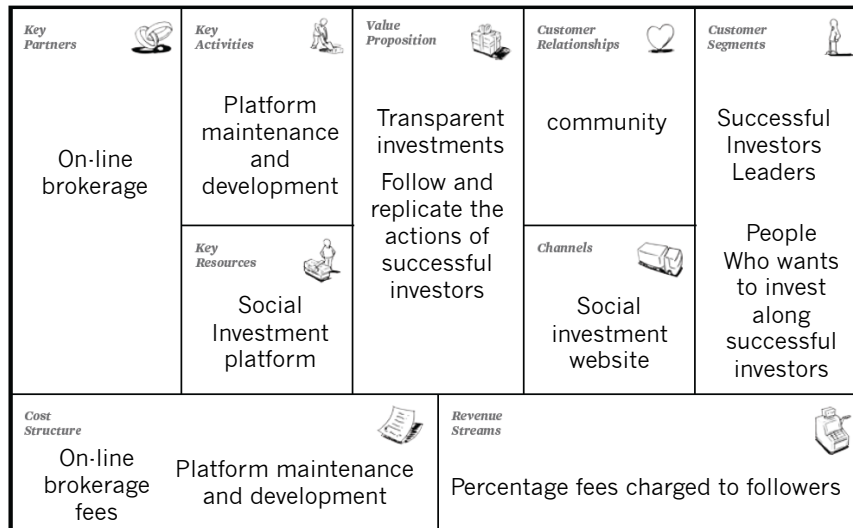 Key
Partners
On-line
brokerage
Key
Activities
Platform
maintenance
and
development
Key
Resources
Social
Investment
platform
Value
Proposition
Transparent
investments
Follow and
replicate the
actions of
successful
investors
Customer
Relationships
community
Channels
Social
investment
website
Customer
Segments
Successful
Investors
Leaders
People
Who wants
to invest
along
successful
investors
Cost
Structure
On-line
brokerage
fees
Platform maintenance
and development
Revenue
Streams
Percentage fees charged to followers